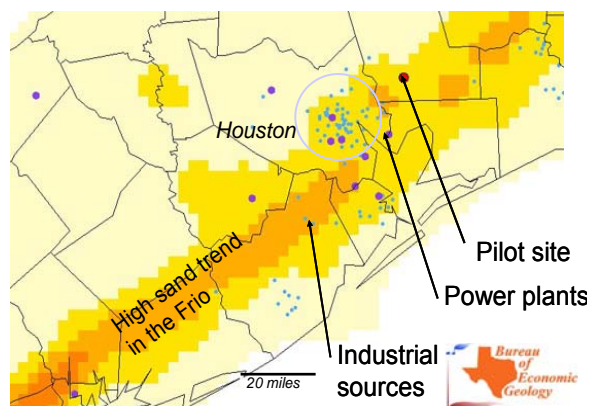 Houston
High sand trend
in the Frio
Pilot site
Power plants
Industrial
sources
20 miles
Bureau
of
Economic
Geology